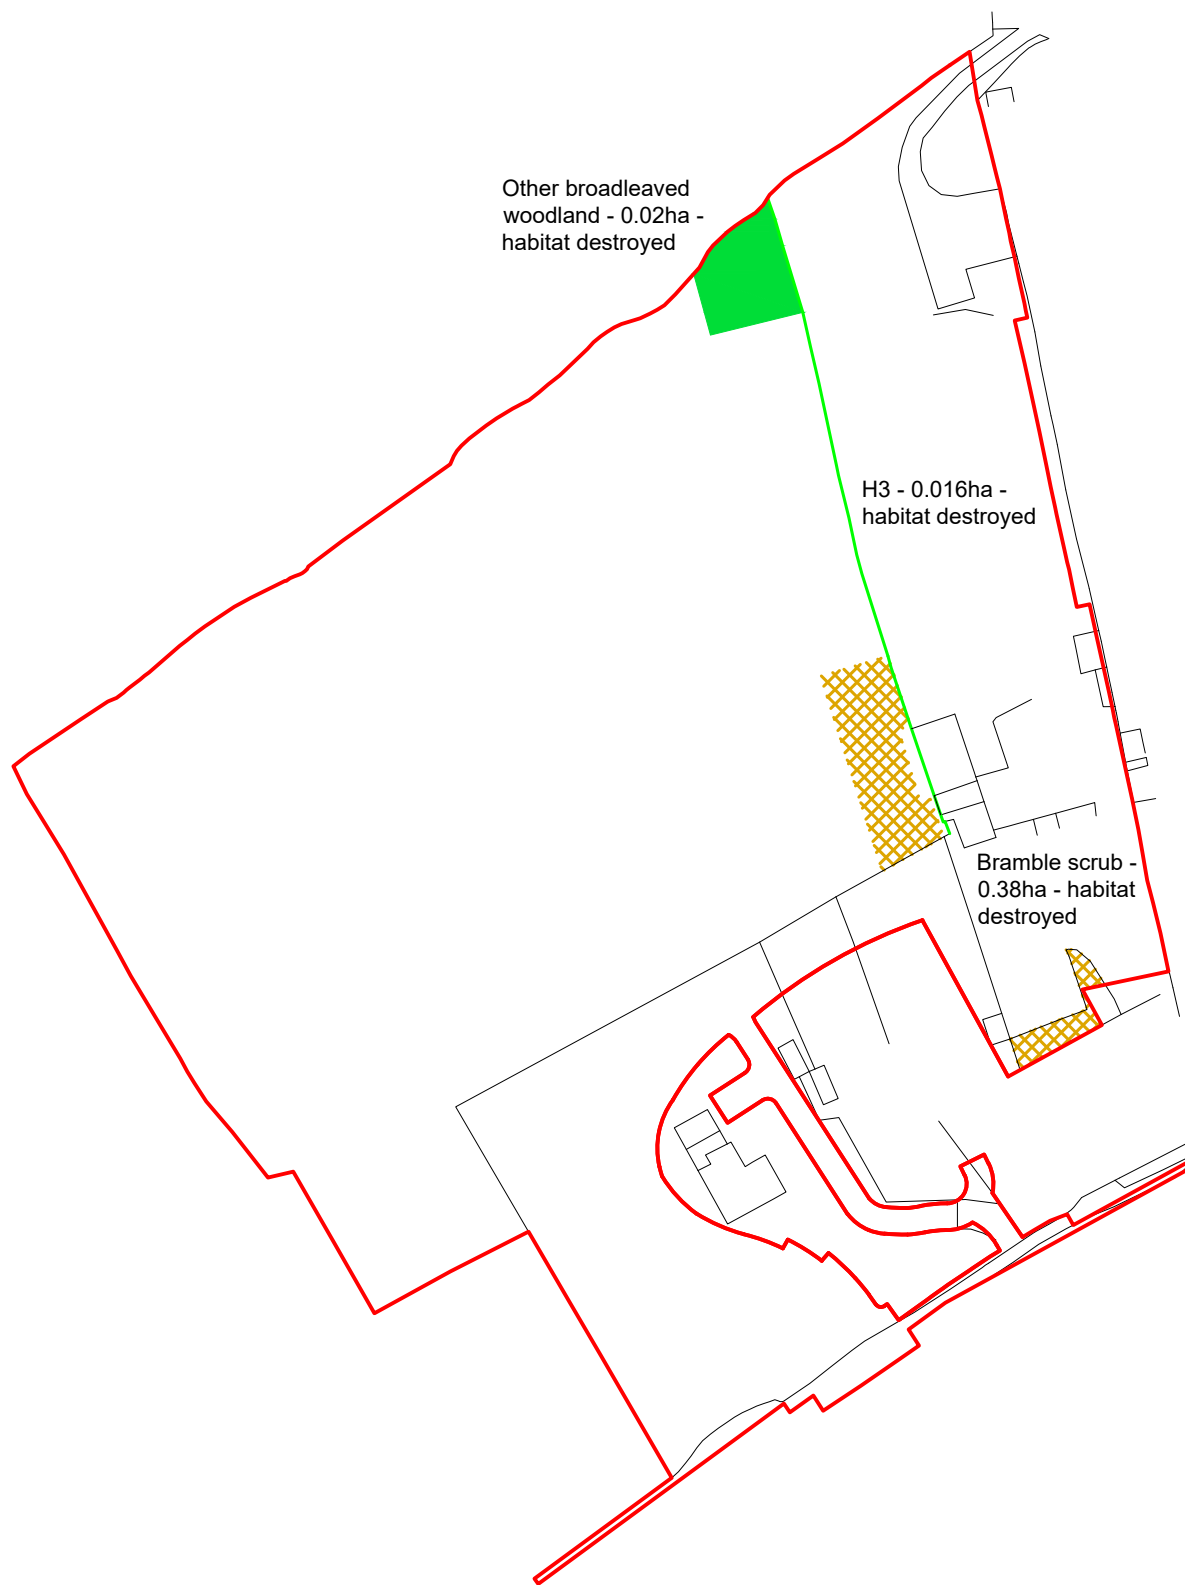 Other broadleaved
woodland - 0.02ha -
habitat destroyed
H3 - 0.016ha -
habitat destroyed
Bramble scrub -
0.38ha - habitat
destroyed